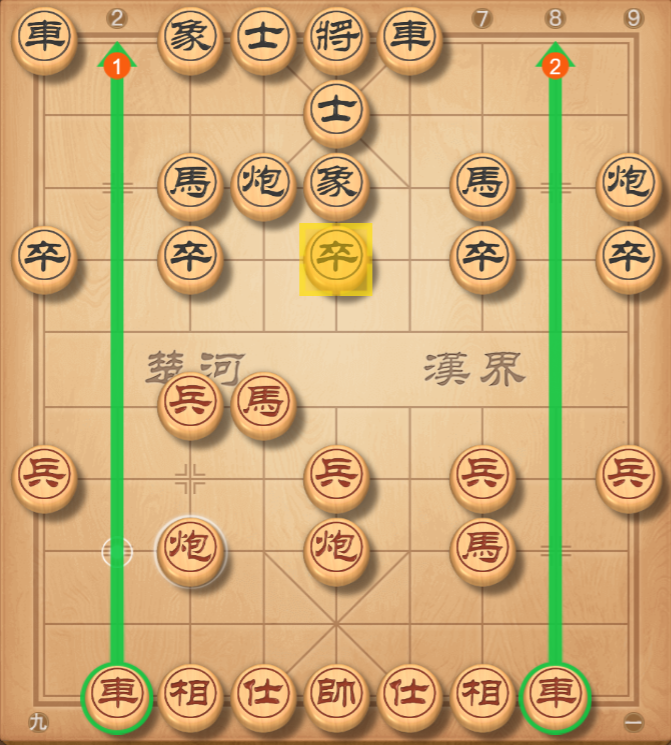 2 7 8 9
車 象 士 將 車
1 2
士
馬 炮 象 馬 炮
卒 卒 卒 卒 卒
楚河 漢界
兵 馬
兵 兵 兵 兵
炮 炮 馬
車 相 仕 帥 仕 相 車
九 一